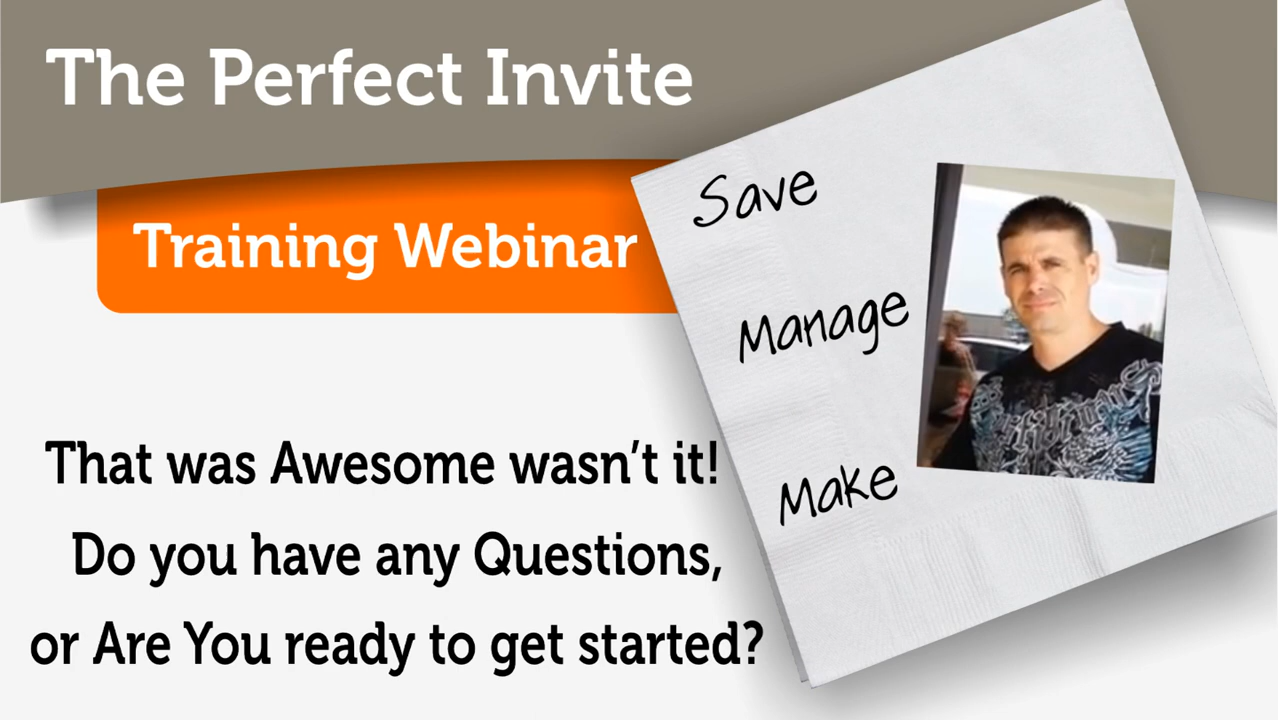 The Perfect Invite
Training Webinar
Save
Manage
Make
That was Awesome wasn’t it!
Do you have any Questions,
or Are You ready to get started?